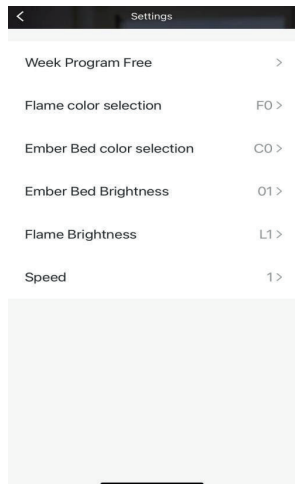 Settings
Week Program Free >
Flame color selection F0 >
Ember Bed color selection C0 >
Ember Bed Brightness 01 >
Flame Brightness L1 >
Speed 1 >